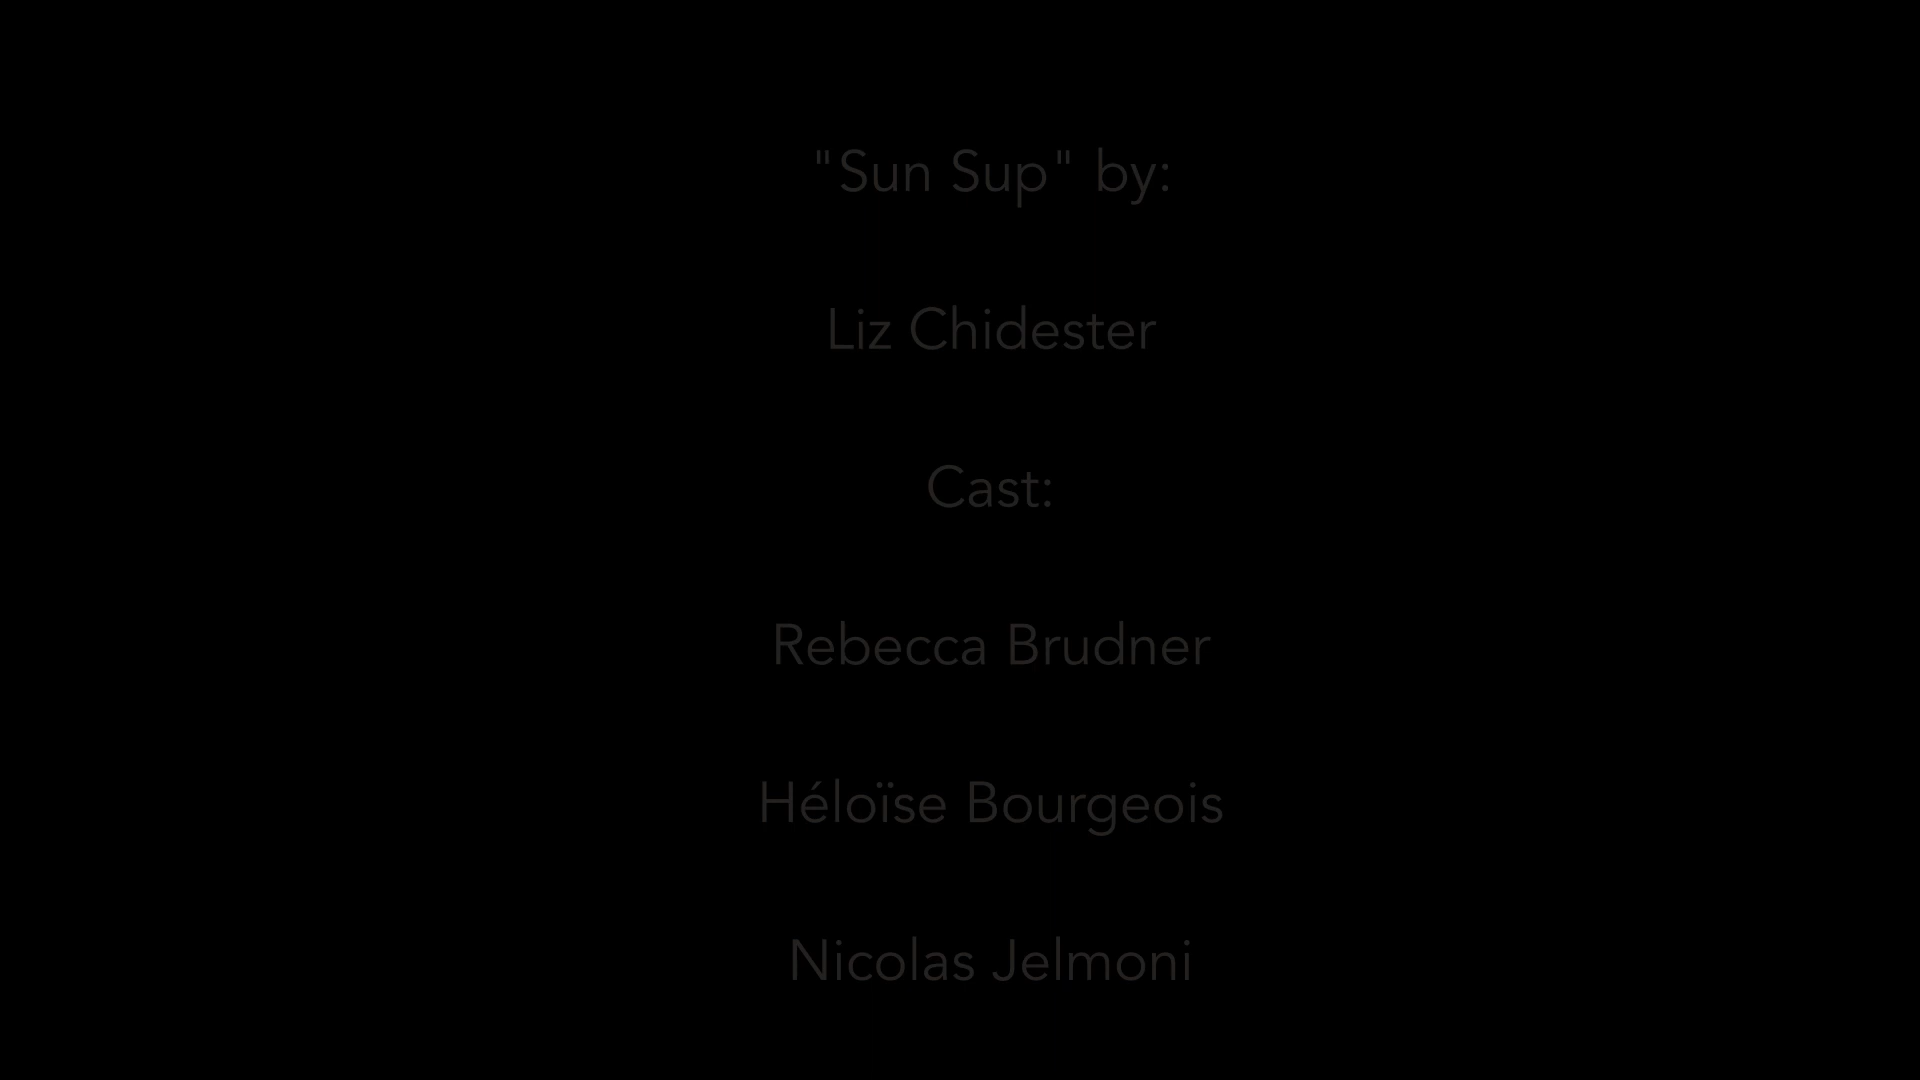 "Sun Sup" by:
Liz Chidester
Cast:
Rebecca Brudner
Héloïse Bourgeois
Nicolas Jelmoni